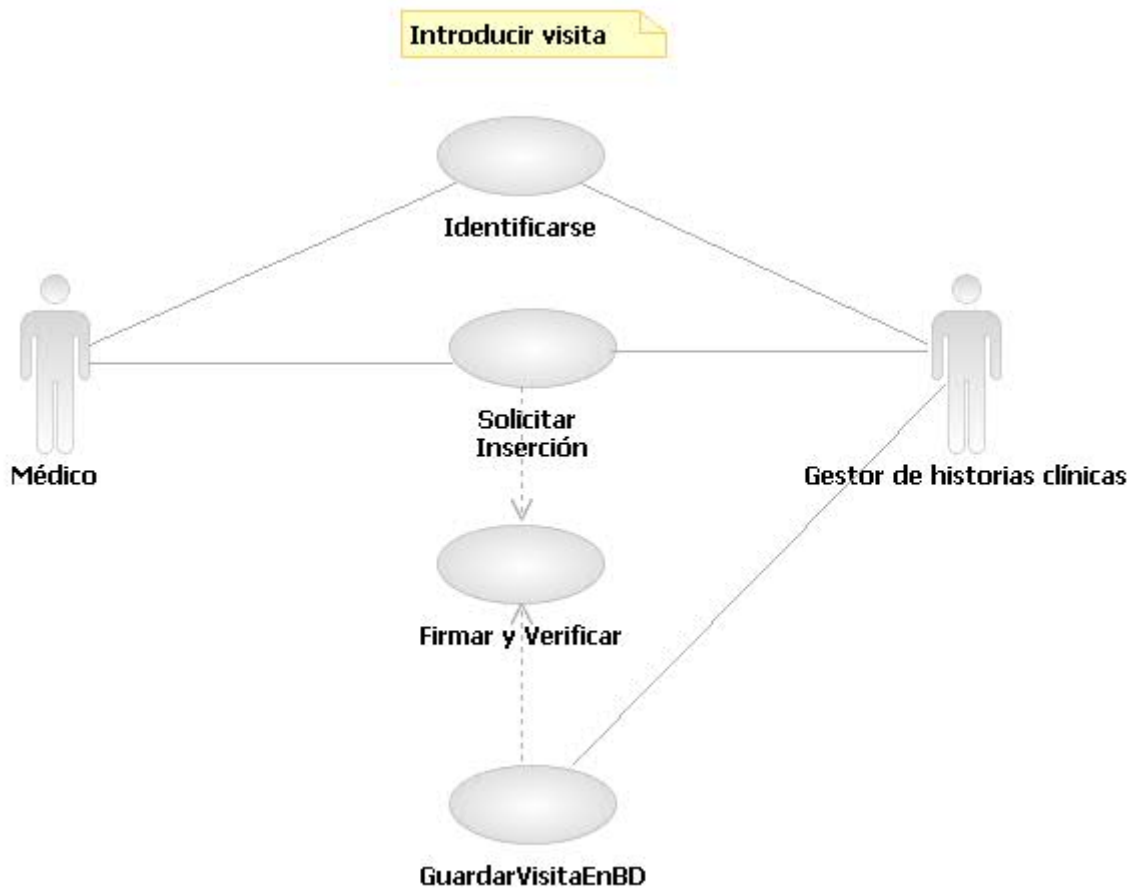 Introducir visita
Identificarse
Solicitar
Inserción
Médico
Gestor de historias clínicas
Firmar y Verificar
GuardarVisitaEnBD